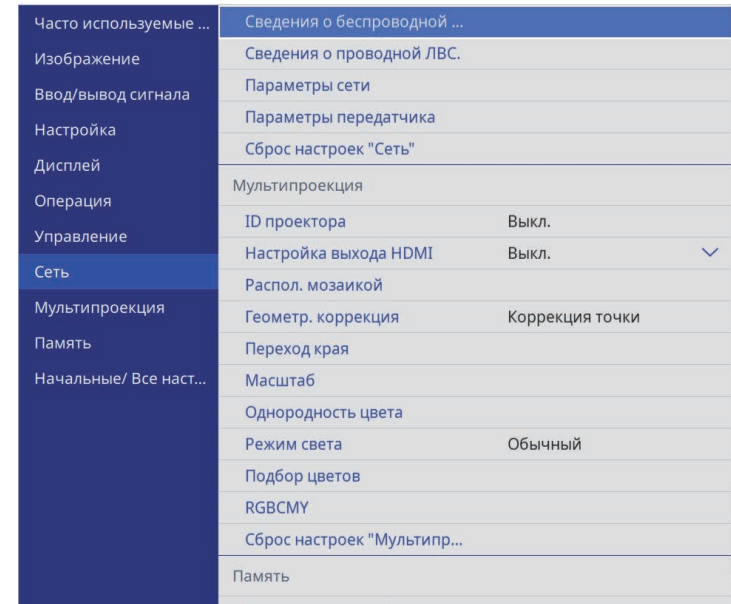 Часто используемые ...
Изображение
Ввод/вывод сигнала
Настройка
Дисплей
Операция
Управление
Сеть
Мультипроекция
Память
Начальные/ Все наст...
Сведения о беспроводной ...
Сведения о проводной ЛВС.
Параметры сети
Параметры передатчика
Сброс настроек "Сеть"
Мультипроекция
ID проектора Выкл.
Настройка выхода HDMI Выкл.
Распол. мозаикой
Геометр. коррекция Коррекция точки
Переход края
Масштаб
Однородность цвета
Режим света Обычный
Подбор цветов
RGBCMY
Сброс настроек "Мультипр...
Память